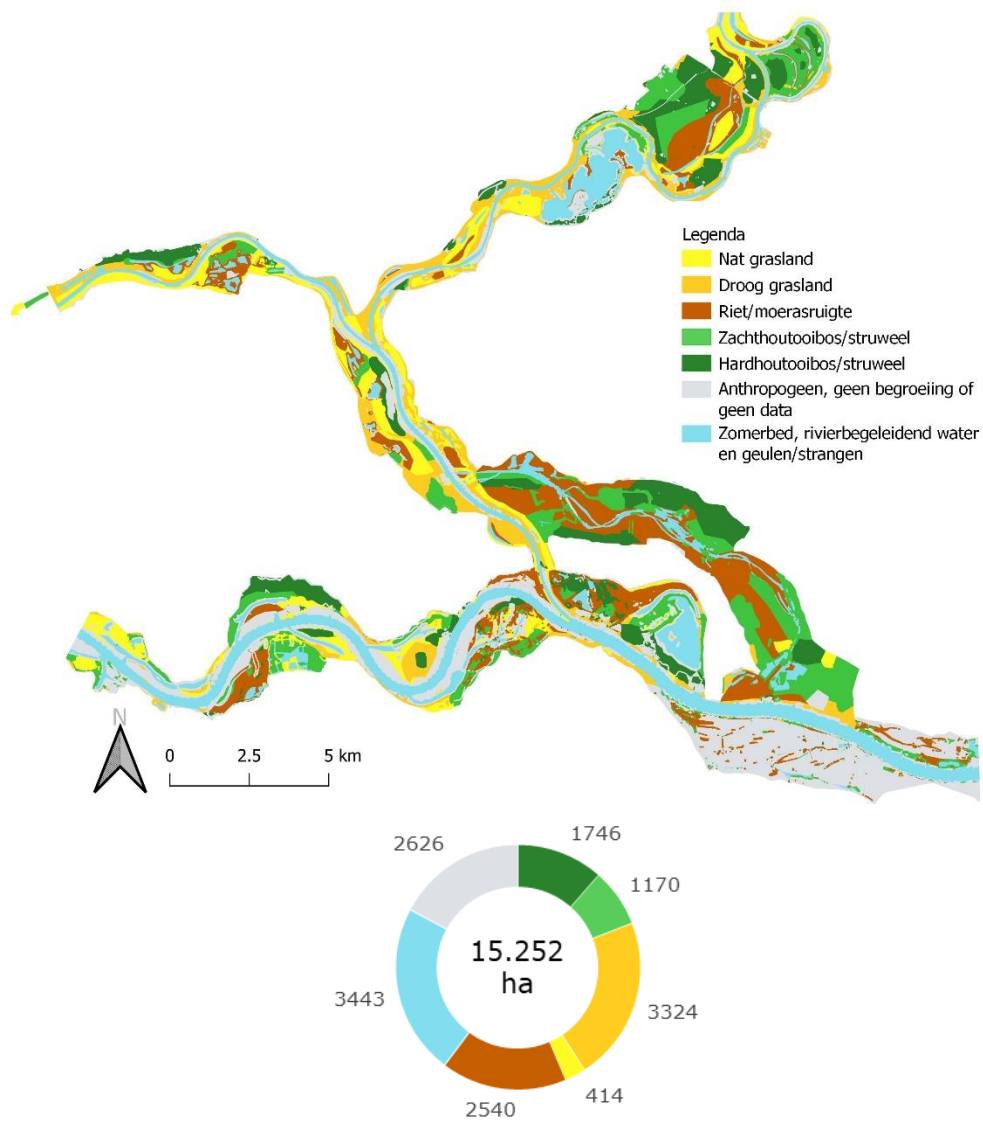 Legenda
Nat grasland
Droog grasland
Riet/moerasruigte
Zachthoutooibos/struweel
Hardhoutooibos/struweel
Anthropogeen, geen begroeiing of
geen data
Zomerbed, rivierbegeleidend water
en geulen/strangen
N
0 2.5 5 km
2626
1746
1170
15.252
ha
3443
3324
414
2540